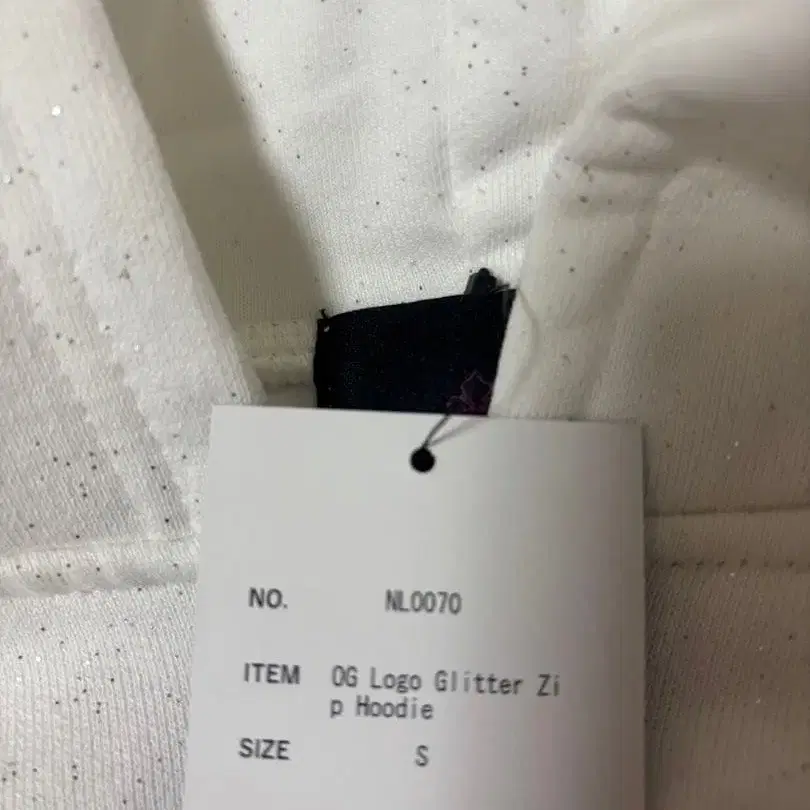 NO. NL0070
ITEM OG Logo Glitter Zi
p Hoodie
SIZE S